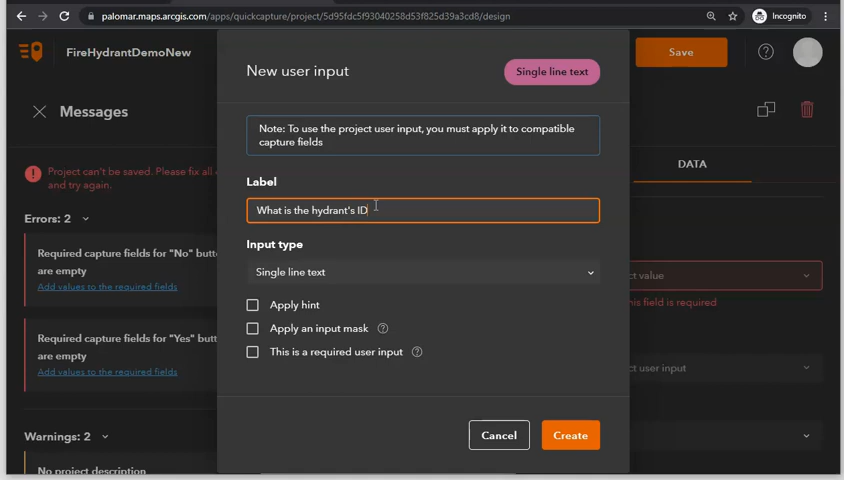 palomar.maps.arcgis.com/apps/quickcapture/project/5d95fdc5f93040258d53f825d39a3cd8/design
Incognito
FireHydrantDemoNew
Save
Messages
Project can't be saved. Please fix all
and try again.
Errors: 2
Required capture fields for "No" butt
are empty
Add values to the required fields
Required capture fields for "Yes" butt
are empty
Add values to the required fields
Warnings: 2
No project description
New user input
Single line text
Note: To use the project user input, you must apply it to compatible
capture fields
Label
What is the hydrant's ID
Input type
Single line text
Apply hint
Apply an input mask
This is a required user input
Cancel
Create
DATA
ct value
his field is required
ct user input